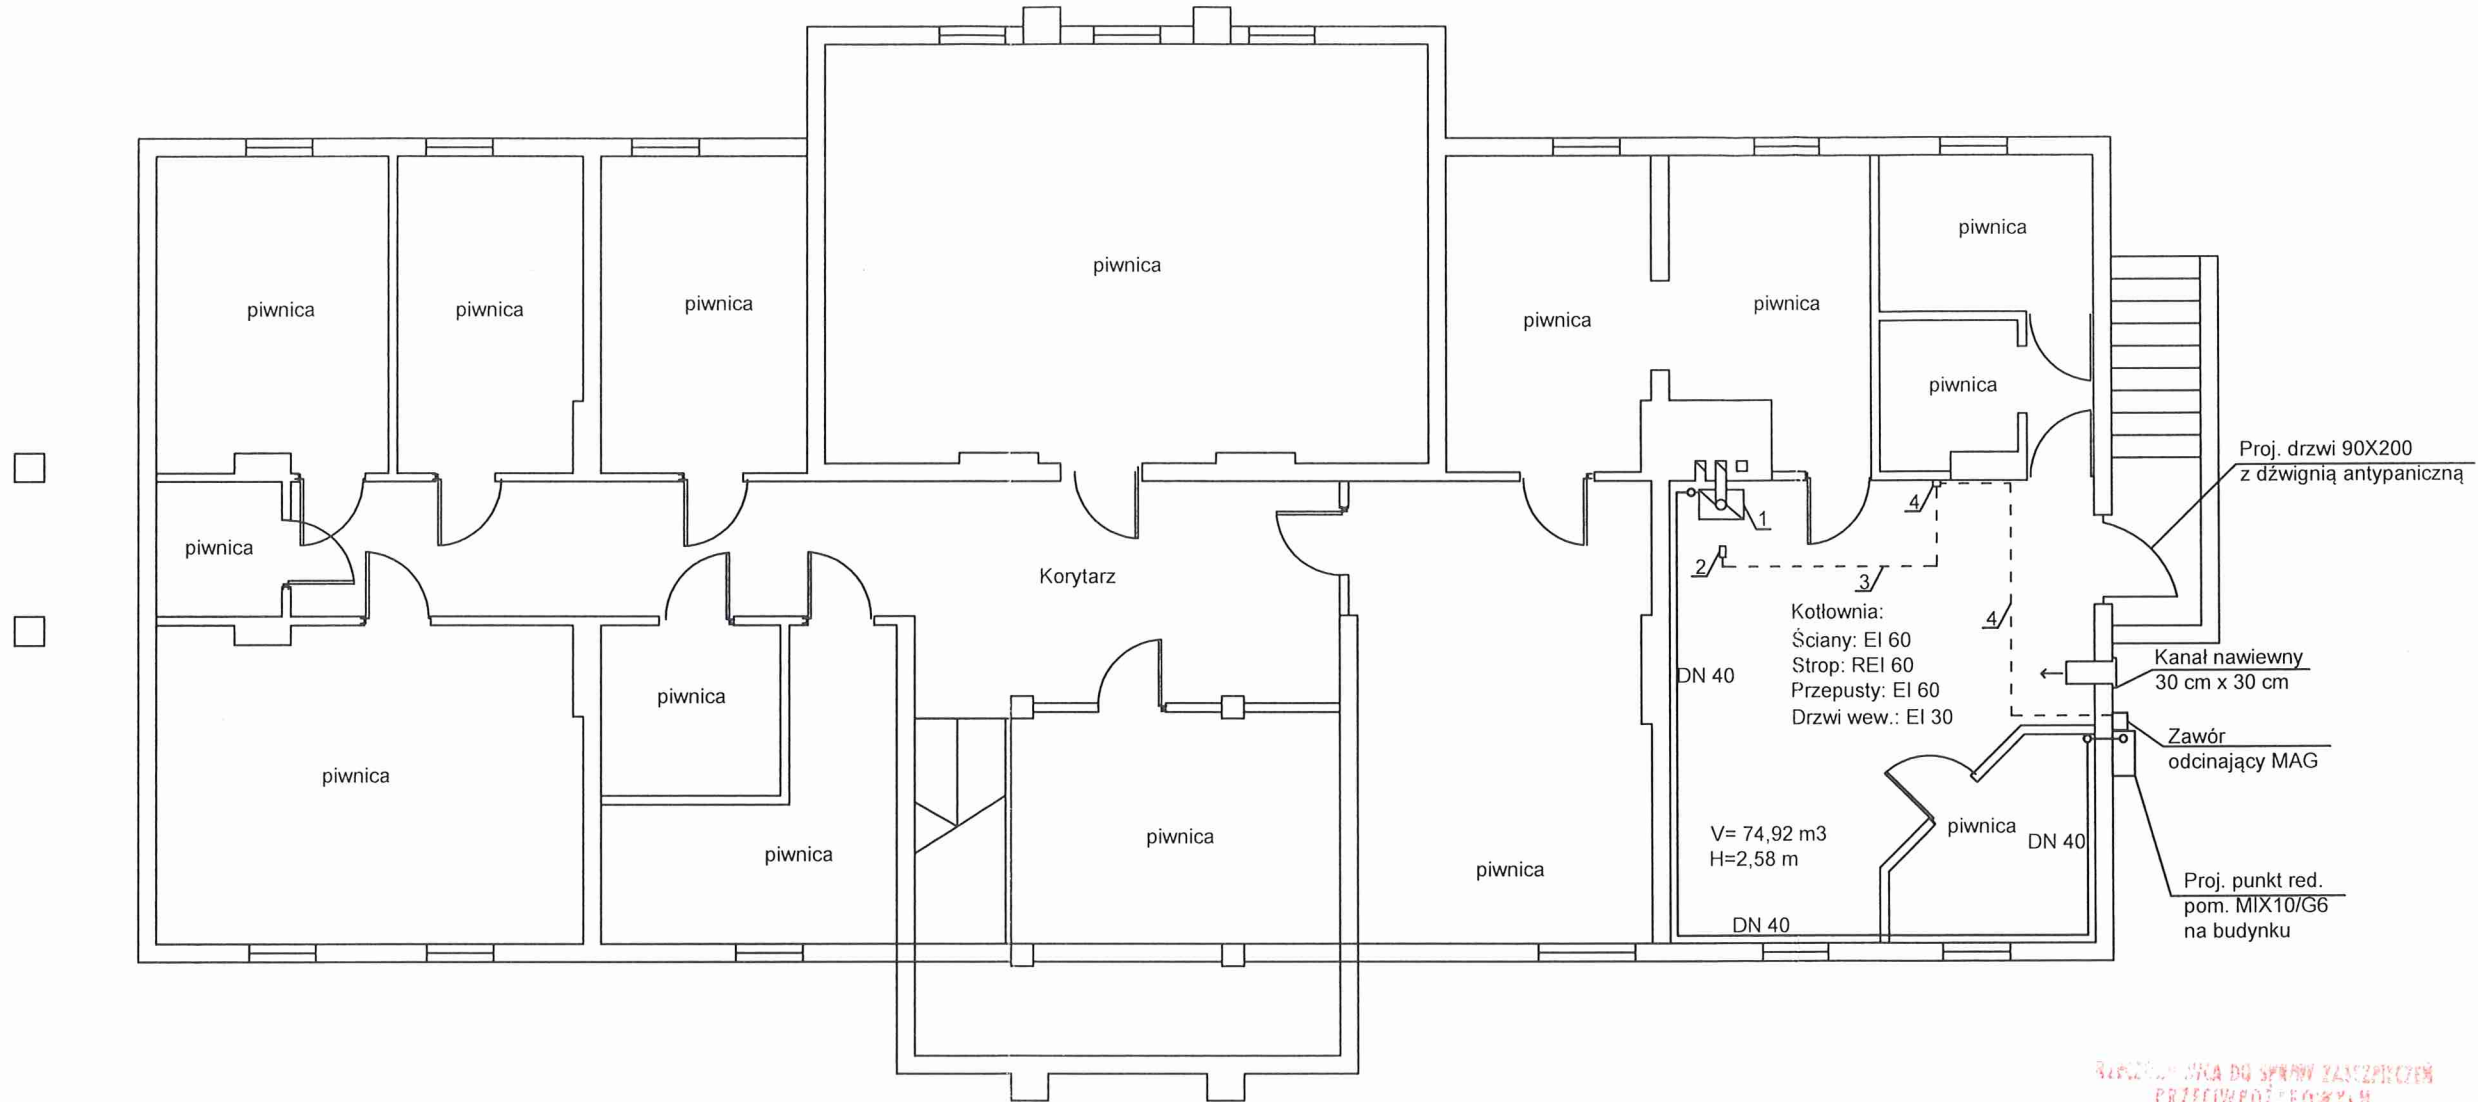 piwnica
piwnica
piwnica
piwnica
piwnica
piwnica
piwnica
piwnica
Proj. drzwi 90X200
z dźwignią antypaniczną
piwnica
Korytarz
1
2
3
4
4
Kotłownia:
Ściany: EI 60
Strop: REI 60
Przepusty: EI 60
Drzwi wew.: EI 30
DN 40
Kanał nawiewny
30 cm x 30 cm
Zawór
odcinający MAG
piwnica
piwnica
piwnica
piwnica
piwnica
V= 74,92 m3
H=2,58 m
piwnica
DN 40
DN 40
Proj. punkt red.
pom. MIX10/G6
na budynku
DO SPRAW